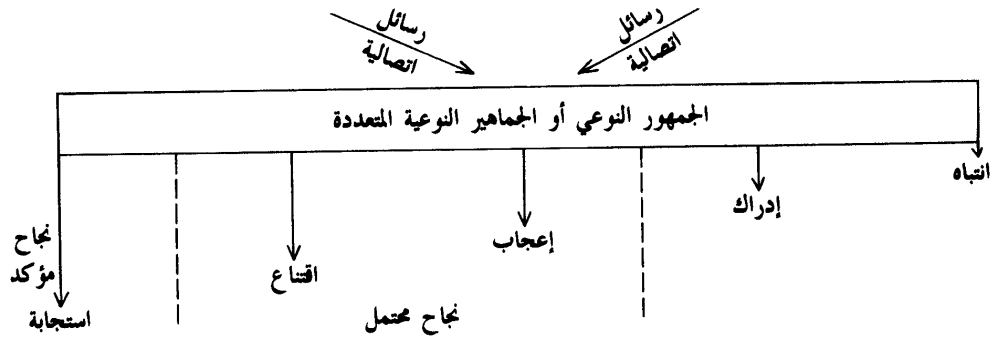 رسائل
اتصالية
رسائل
اتصالية
الجمهور النوعي أو الجماهير النوعية المتعددة
انتباه
إدراك
إعجاب
اقتناع
نجاح
مؤكد
استجابة
نجاح محتمل